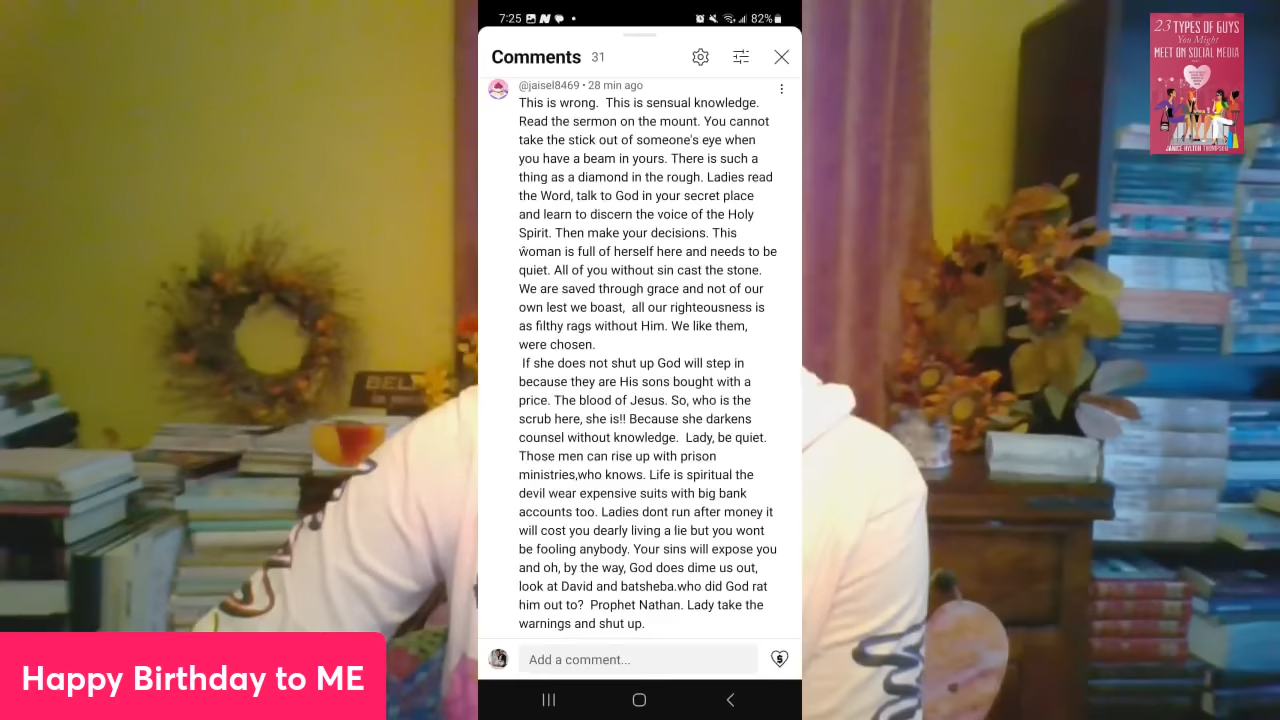 7:25
82%
Comments 31
@jaisel8469 • 28 min ago
This is wrong.  This is sensual knowledge.
Read the sermon on the mount. You cannot
take the stick out of someone's eye when
you have a beam in yours. There is such a
thing as a diamond in the rough. Ladies read
the Word, talk to God in your secret place
and learn to discern the voice of the Holy
Spirit. Then make your decisions. This
ẃoman is full of herself here and needs to be
quiet. All of you without sin cast the stone.
We are saved through grace and not of our
own lest we boast,  all our righteousness is
as filthy rags without Him. We like them,
were chosen.
If she does not shut up God will step in
because they are His sons bought with a
price. The blood of Jesus. So, who is the
scrub here, she is!! Because she darkens
counsel without knowledge.  Lady, be quiet.
Those men can rise up with prison
ministries,who knows. Life is spiritual the
devil wear expensive suits with big bank
accounts too. Ladies dont run after money it
will cost you dearly living a lie but you wont
be fooling anybody. Your sins will expose you
and oh, by the way, God does dime us out,
look at David and batsheba.who did God rat
him out to?  Prophet Nathan. Lady take the
warnings and shut up.
Add a comment...
Happy Birthday to ME
23 TYPES OF GUYS
You Might
MEET ON SOCIAL MEDIA
JANICE HYLTON THOMPSON